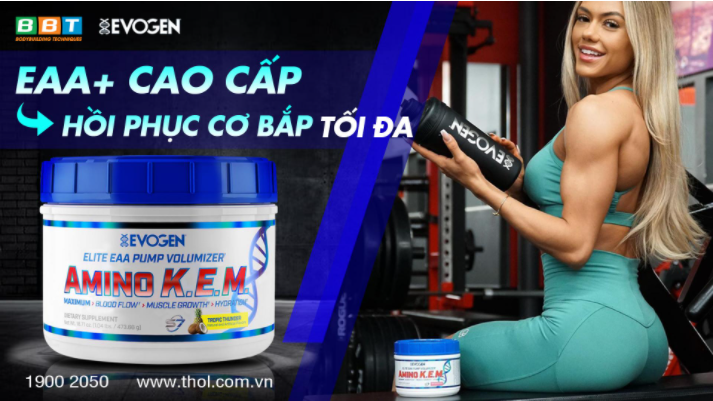 BBT
BODYBUILDING TECHNIQUES
EVOGEN
EAA+ CAO CẤP
HỒI PHỤC CƠ BẮP TỐI ĐA
EVOGEN
EVOGEN
ELITE EAA PUMP VOLUMIZER
AMINO K.E.M.
MAXIMUM › BLOOD FLOW › MUSCLE GROWTH › HYDRATION
DIETARY SUPPLEMENT
TROPIC THUNDER
AMINO K.E.M.
ROGUE
1900 2050
www.thol.com.vn